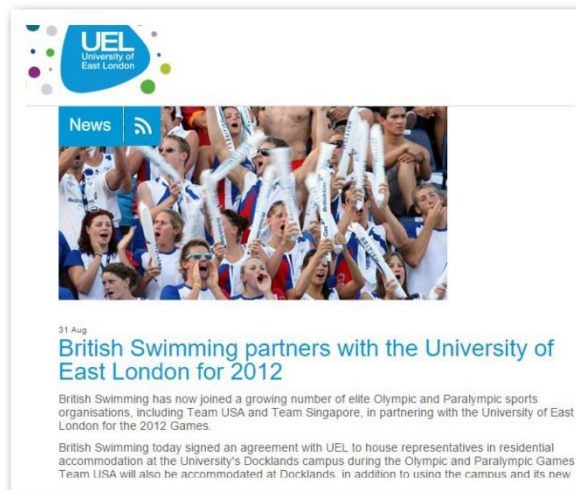 UEL
University of
East London
News
31 Aug
British Swimming partners with the University of
East London for 2012
British Swimming has now joined a growing number of elite Olympic and Paralympic sports
organisations, including Team USA and Team Singapore, in partnering with the University of East
London for the 2012 Games.
British Swimming today signed an agreement with UEL to house representatives in residential
accommodation at the University's Docklands campus during the Olympic and Paralympic Games
Team USA will also be accommodated at Docklands, in addition to using the campus and its new